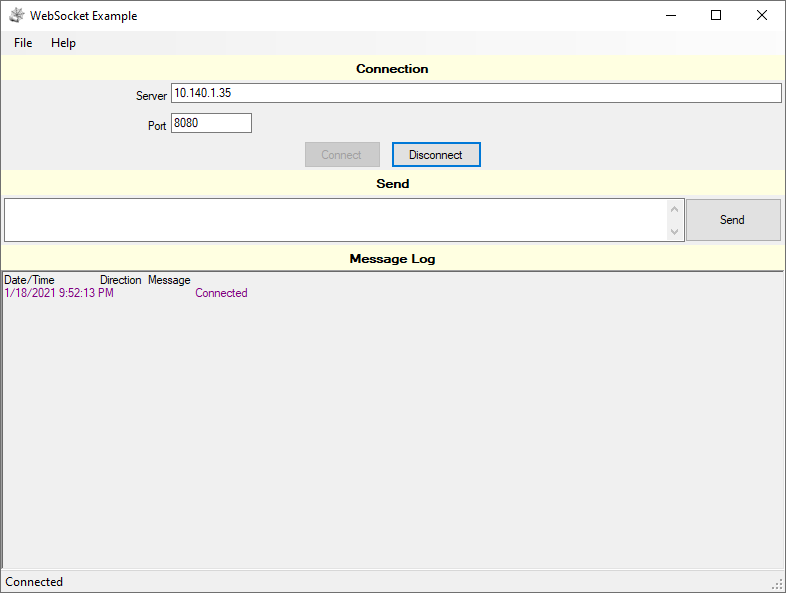 WebSocket Example
File Help
Connection
Server 10.140.1.35
Port 8080
Connect Disconnect
Send
Send
Message Log
Date/Time Direction Message
1/18/2021 9:52:13 PM Connected
Connected